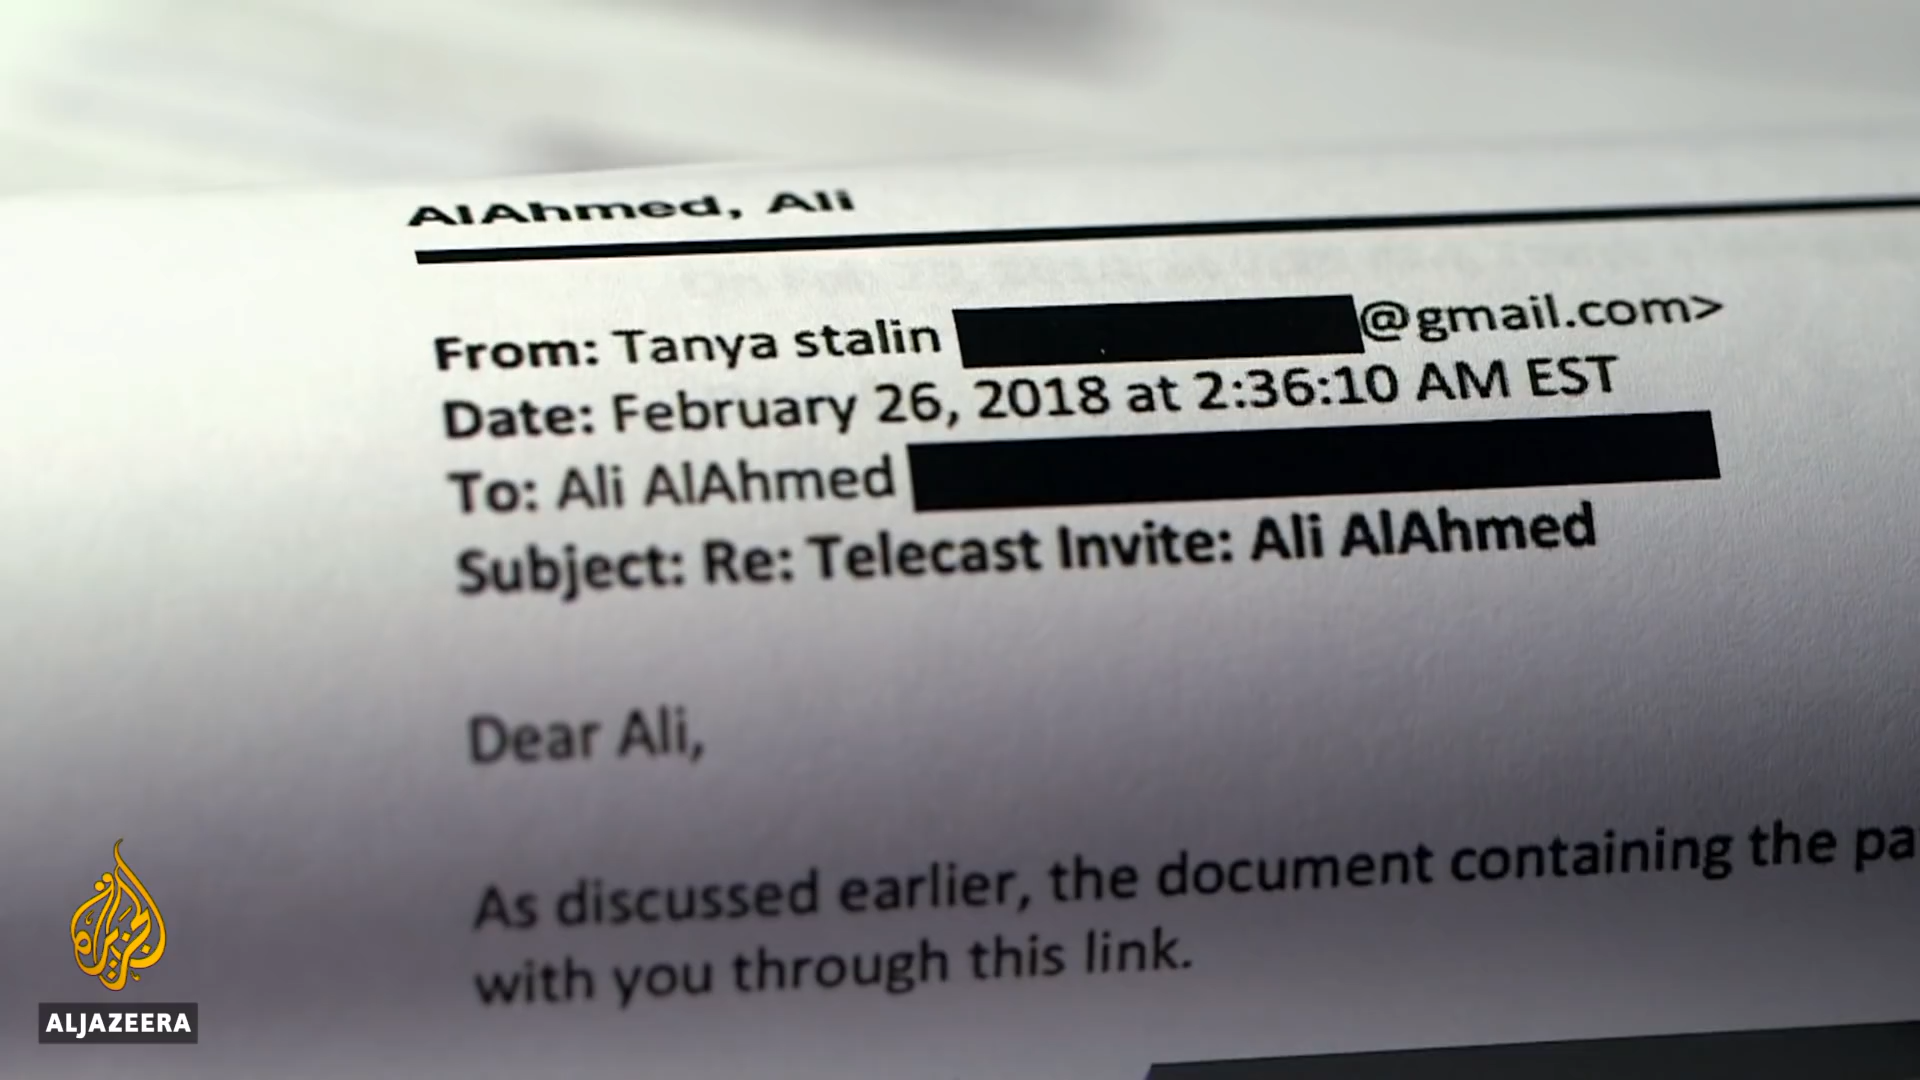 AlAhmed, Ali
From: Tanya stalin @gmail.com>
Date: February 26, 2018 at 2:36:10 AM EST
To: Ali AlAhmed
Subject: Re: Telecast Invite: Ali AlAhmed
Dear Ali,
As discussed earlier, the document containing the pa
with you through this link.
الجزيرة
ALJAZEERA